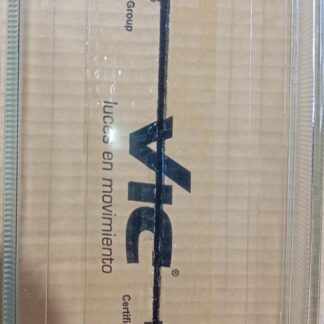 Group
VIC®
luces en movimiento
Certifi